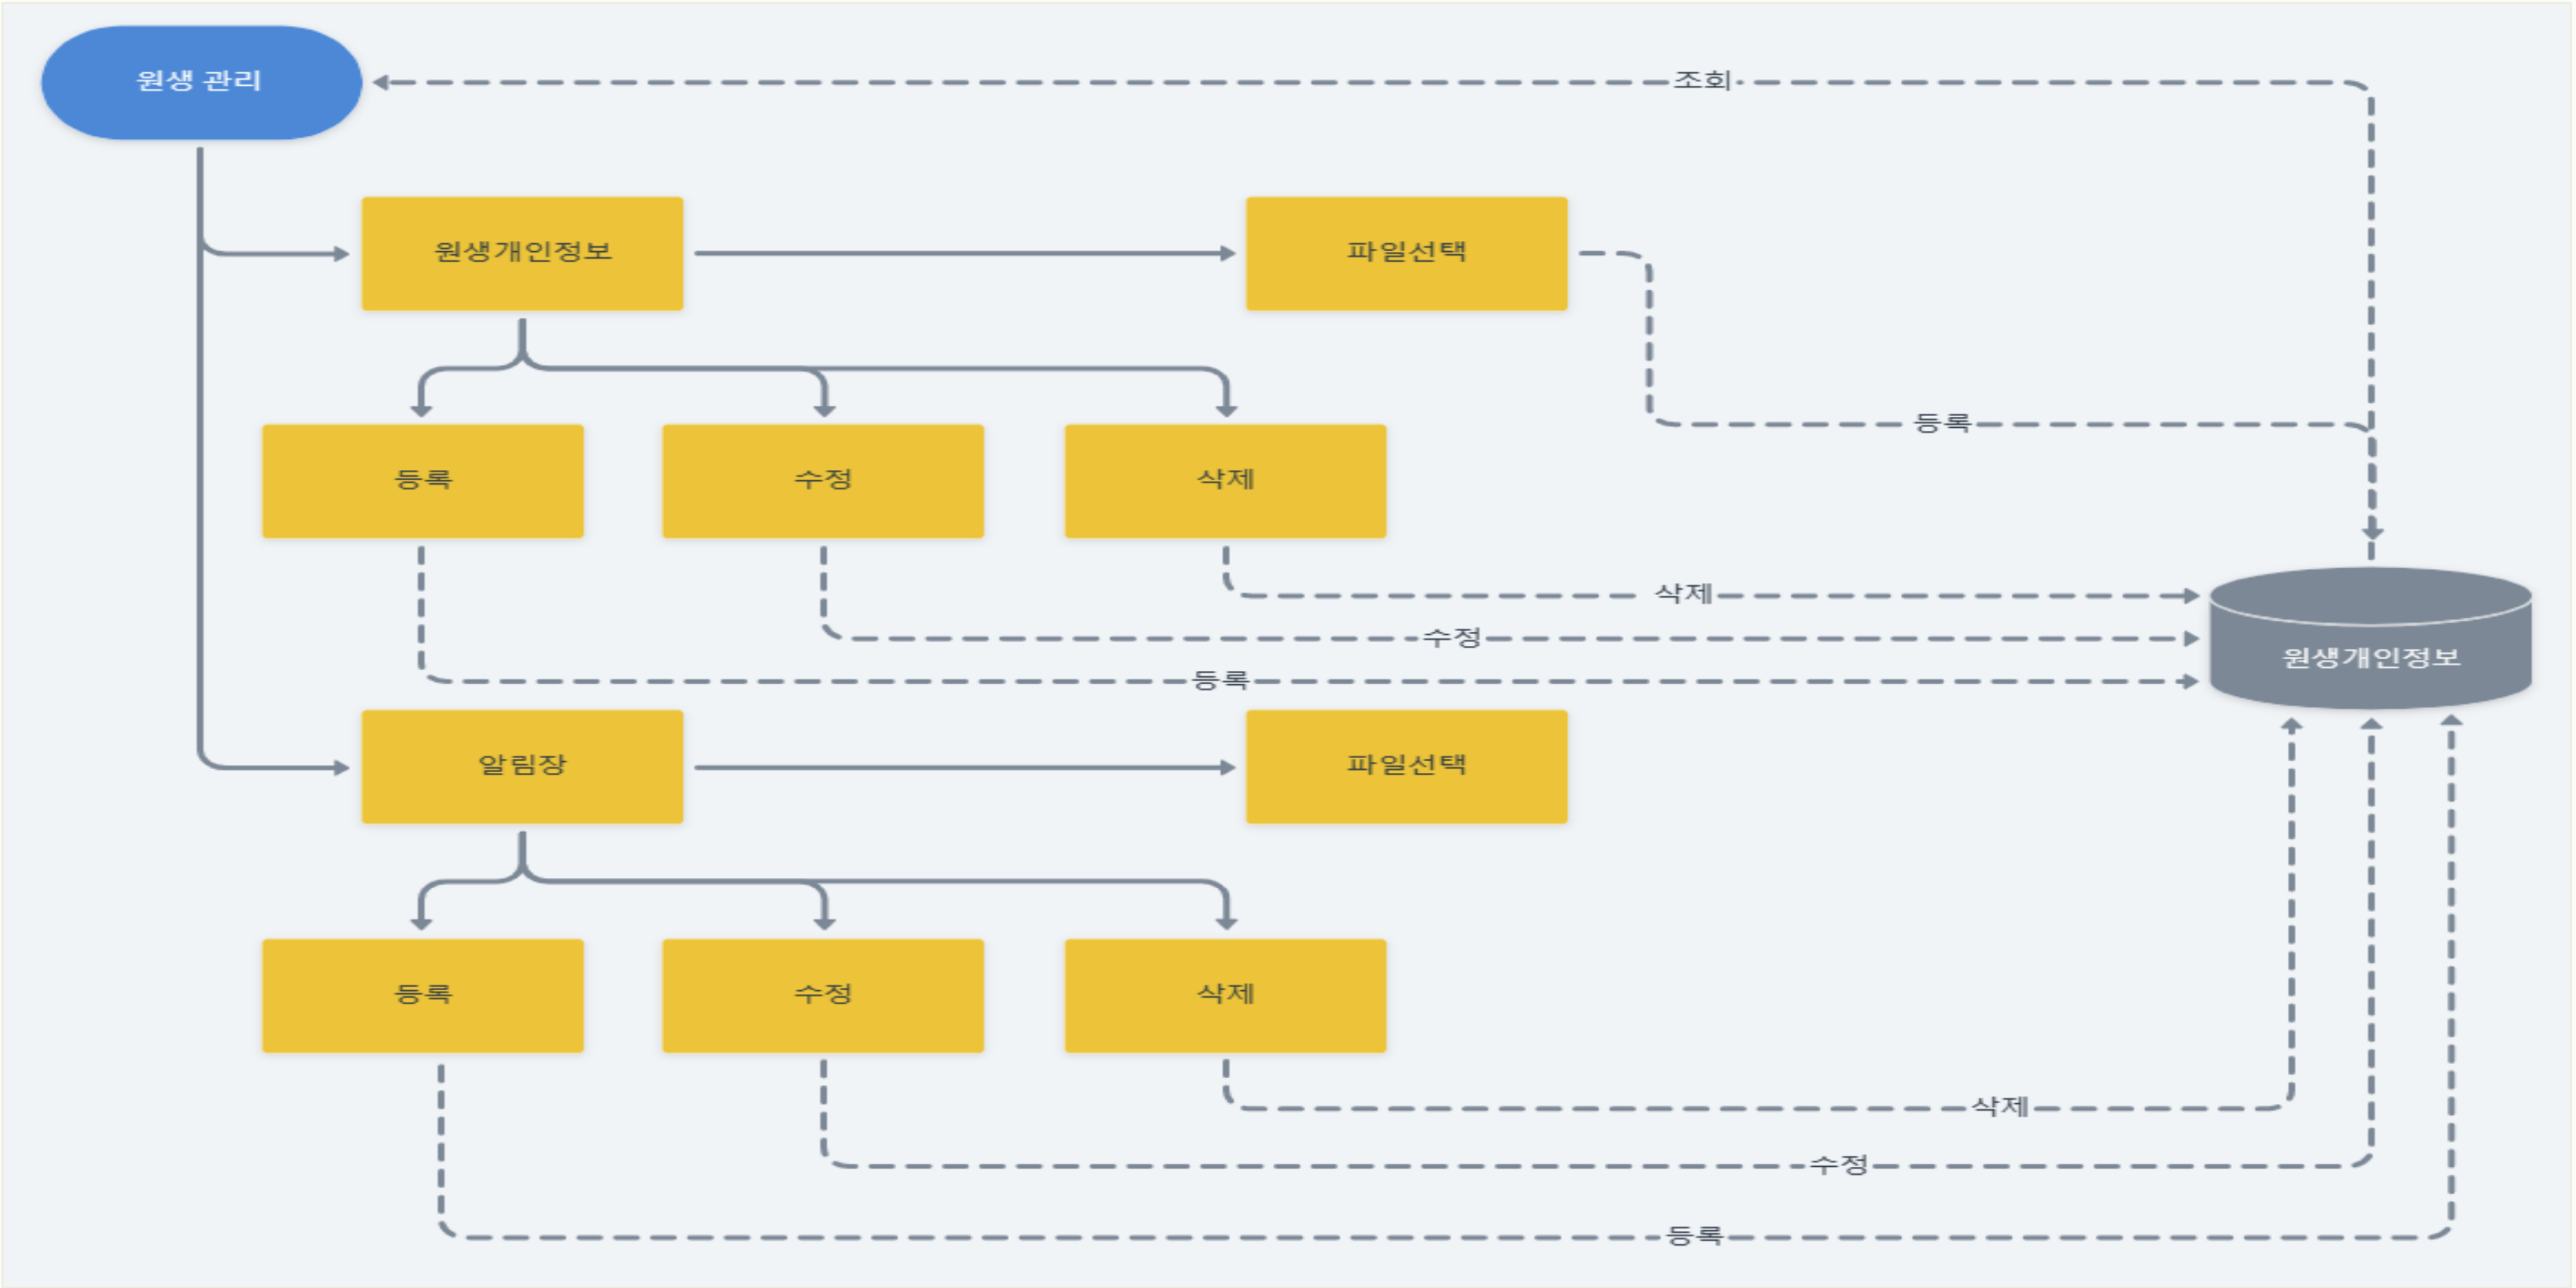 원생 관리
조회
원생개인정보
파일선택
등록
등록
수정
삭제
삭제
수정
등록
원생개인정보
알림장
파일선택
등록
수정
삭제
삭제
수정
등록